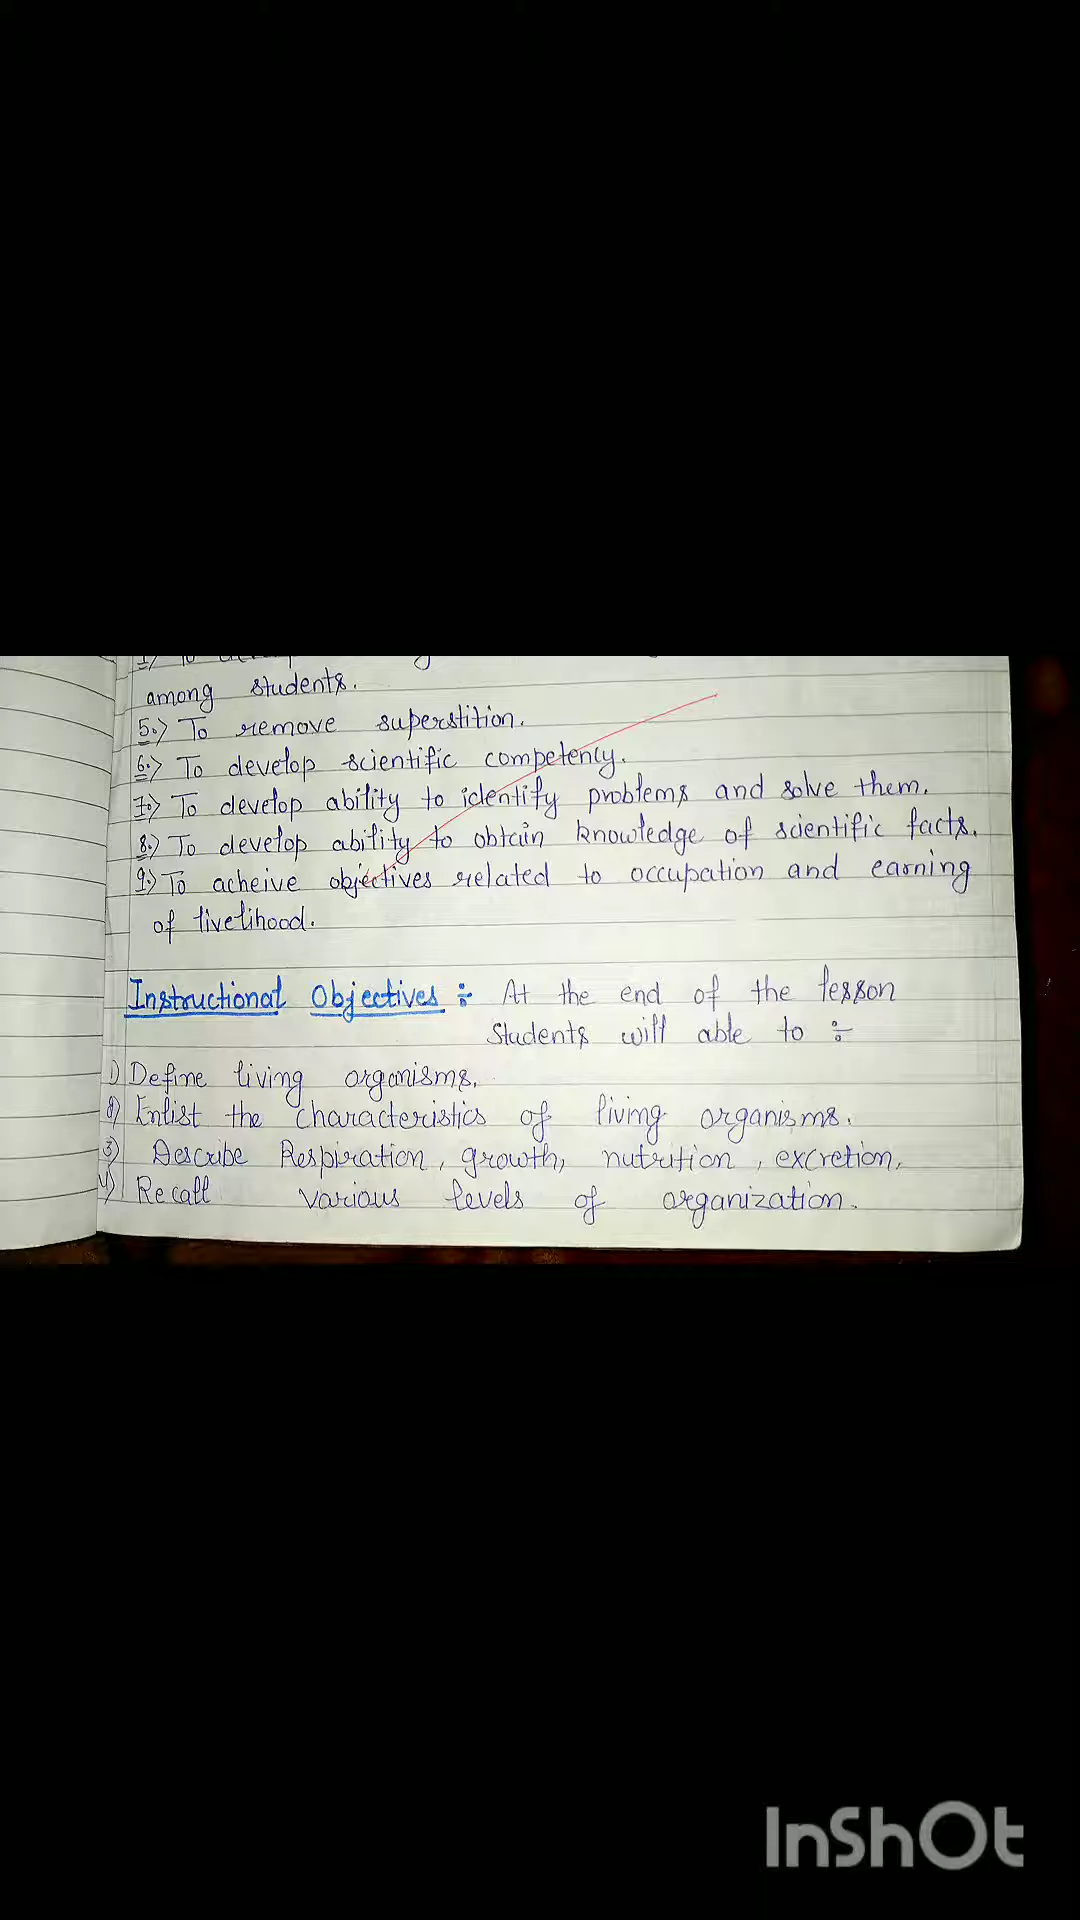 among students.
5.) To remove superstition.
6.) To develop scientific competency.
7.) To develop ability to identify problems and solve them.
8.) To develop ability to obtain knowledge of scientific facts.
9.) To acheive objectives related to occupation and earning
of livelihood.
Instructional Objectives ÷ At the end of the lesson
Students will able to ÷
1) Define living organisms.
2) Enlist the characteristics of living organisms.
3) Describe Respiration, growth, nutrition, excretion.
4) Recall various levels of organization.
InShOt